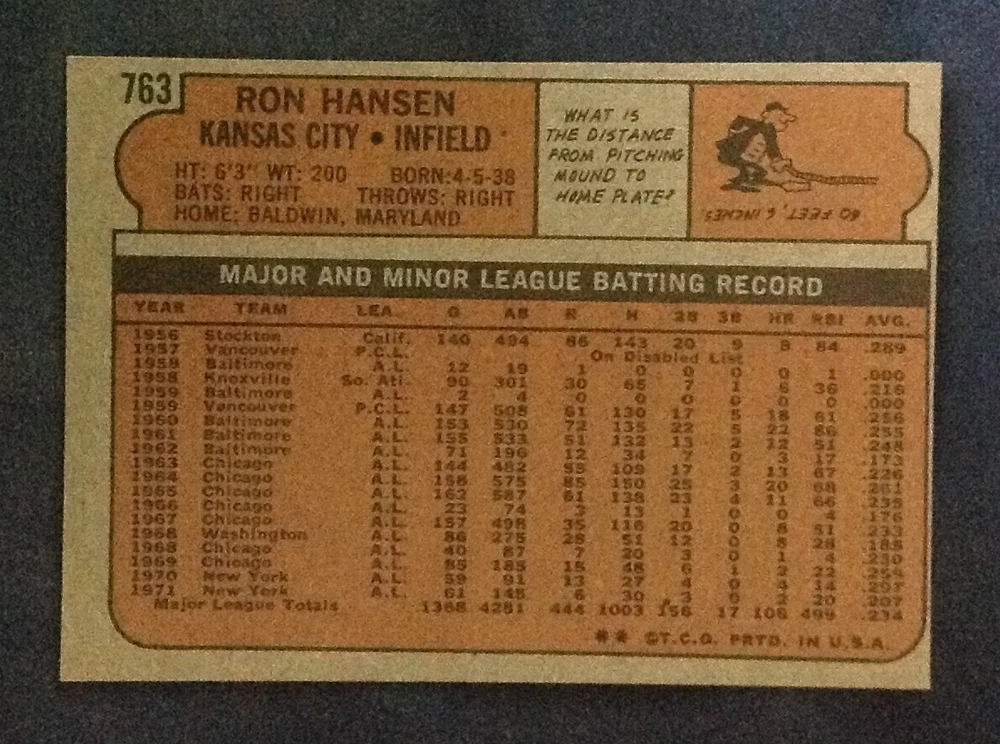 763
RON HANSEN
KANSAS CITY • INFIELD
HT: 6'3" WT: 200 BORN: 4-5-38
BATS: RIGHT THROWS: RIGHT
HOME: BALDWIN, MARYLAND
WHAT IS
THE DISTANCE
FROM PITCHING
MOUND TO
HOME PLATE?
60 FEET, 6 INCHES
MAJOR AND MINOR LEAGUE BATTING RECORD
YEAR TEAM LEA. G AB R H 2B 3B HR RBI AVG.
1956 Stockton Calif. 140 494 86 143 20 9 8 84 .289
1957 Vancouver P.C.L. On Disabled List
1958 Baltimore A.L. 12 19 1 0 0 0 0 1 .000
1958 Knoxville So. Atl. 90 301 30 65 7 1 6 36 .216
1959 Baltimore A.L. 2 4 0 0 0 0 0 0 .000
1959 Vancouver P.C.L. 147 508 61 130 17 5 18 61 .256
1960 Baltimore A.L. 153 530 72 135 22 5 22 86 .255
1961 Baltimore A.L. 155 533 51 132 13 2 12 51 .248
1962 Baltimore A.L. 71 196 12 34 7 0 3 17 .173
1963 Chicago A.L. 144 482 55 109 17 2 13 67 .226
1964 Chicago A.L. 158 575 85 150 25 3 20 68 .261
1965 Chicago A.L. 162 587 61 138 23 4 11 66 .235
1966 Chicago A.L. 23 74 3 13 1 0 0 4 .176
1967 Chicago A.L. 157 498 35 116 20 0 8 51 .233
1968 Washington A.L. 86 275 28 51 12 0 8 28 .185
1968 Chicago A.L. 40 87 7 20 3 0 1 4 .230
1969 Chicago A.L. 85 185 15 48 6 1 2 22 .259
1970 New York A.L. 59 91 13 27 4 0 4 14 .297
1971 New York A.L. 61 145 6 30 3 0 2 20 .207
Major League Totals 1368 4281 444 1003 156 17 106 499 .234
** ©T.C.G. PRTD. IN U.S.A.